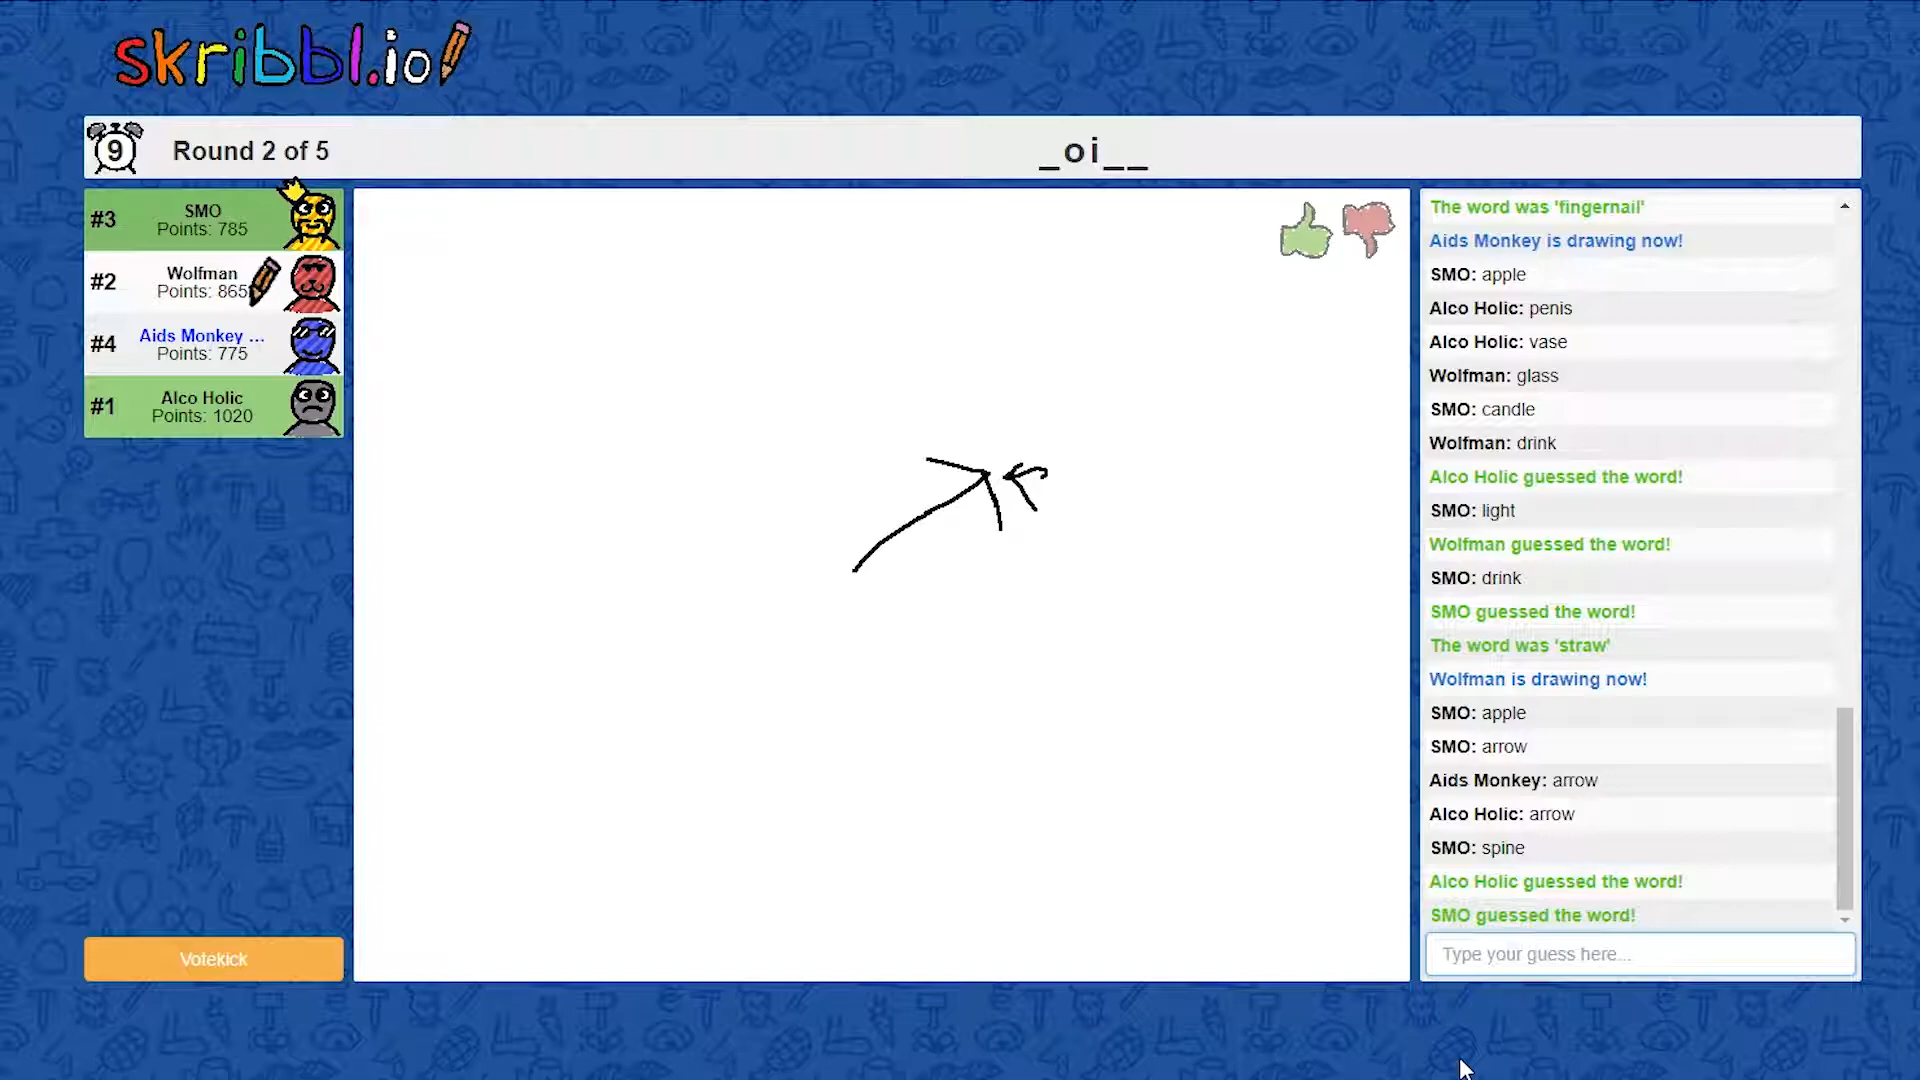 skribbl.io
9
Round 2 of 5
_oi__
#3
SMO
Points: 785
#2
Wolfman
Points: 865
#4
Aids Monkey ...
Points: 775
#1
Alco Holic
Points: 1020
Votekick
The word was 'fingernail'
Aids Monkey is drawing now!
SMO: apple
Alco Holic: penis
Alco Holic: vase
Wolfman: glass
SMO: candle
Wolfman: drink
Alco Holic guessed the word!
SMO: light
Wolfman guessed the word!
SMO: drink
SMO guessed the word!
The word was 'straw'
Wolfman is drawing now!
SMO: apple
SMO: arrow
Aids Monkey: arrow
Alco Holic: arrow
SMO: spine
Alco Holic guessed the word!
SMO guessed the word!
Type your guess here...